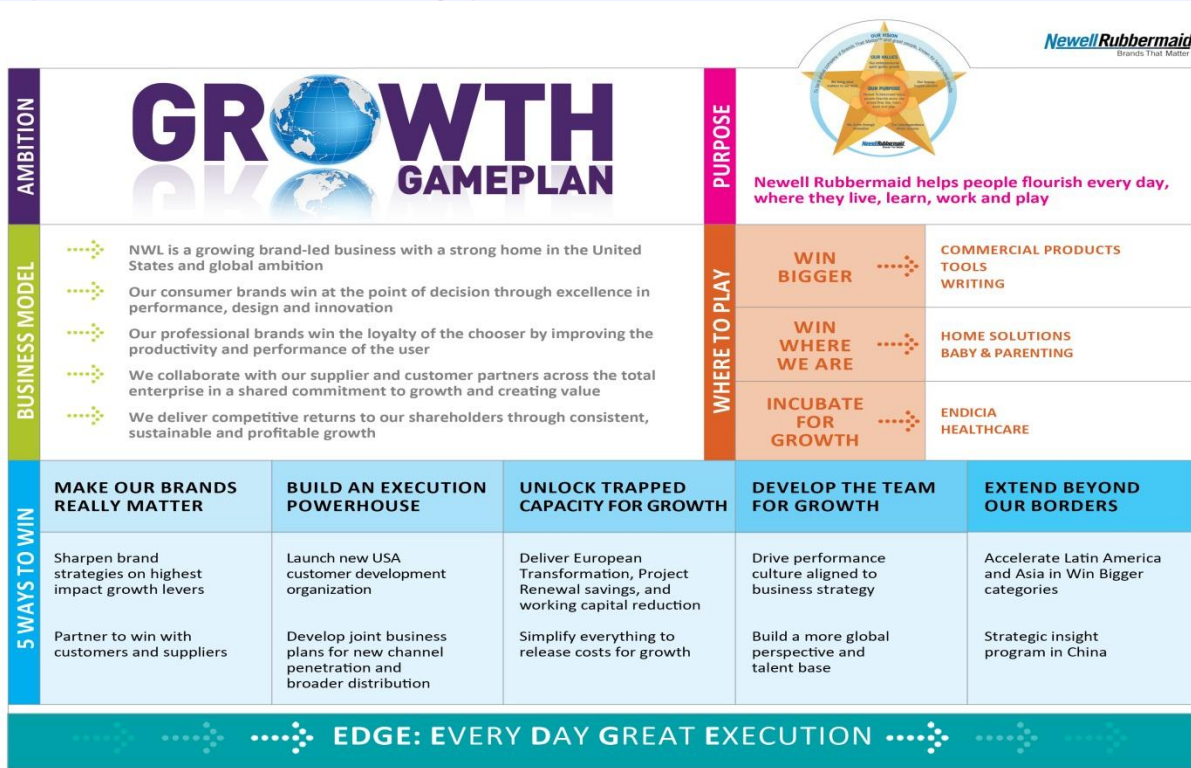 Newell Rubbermaid
Brands That Matter
AMBITION
GROWTH
GAMEPLAN
PURPOSE
OUR VISION
OUR VALUES
OUR PURPOSE
Newell Rubbermaid
Newell Rubbermaid helps people flourish every day,
where they live, learn, work and play
BUSINESS MODEL
NWL is a growing brand-led business with a strong home in the United
States and global ambition
Our consumer brands win at the point of decision through excellence in
performance, design and innovation
Our professional brands win the loyalty of the chooser by improving the
productivity and performance of the user
We collaborate with our supplier and customer partners across the total
enterprise in a shared commitment to growth and creating value
We deliver competitive returns to our shareholders through consistent,
sustainable and profitable growth
WHERE TO PLAY
WIN
BIGGER
COMMERCIAL PRODUCTS
TOOLS
WRITING
WIN
WHERE
WE ARE
HOME SOLUTIONS
BABY & PARENTING
INCUBATE
FOR
GROWTH
ENDICIA
HEALTHCARE
5 WAYS TO WIN
MAKE OUR BRANDS
REALLY MATTER
Sharpen brand
strategies on highest
impact growth levers
Partner to win with
customers and suppliers
BUILD AN EXECUTION
POWERHOUSE
Launch new USA
customer development
organization
Develop joint business
plans for new channel
penetration and
broader distribution
UNLOCK TRAPPED
CAPACITY FOR GROWTH
Deliver European
Transformation, Project
Renewal savings, and
working capital reduction
Simplify everything to
release costs for growth
DEVELOP THE TEAM
FOR GROWTH
Drive performance
culture aligned to
business strategy
Build a more global
perspective and
talent base
EXTEND BEYOND
OUR BORDERS
Accelerate Latin America
and Asia in Win Bigger
categories
Strategic insight
program in China
EDGE: EVERY DAY GREAT EXECUTION